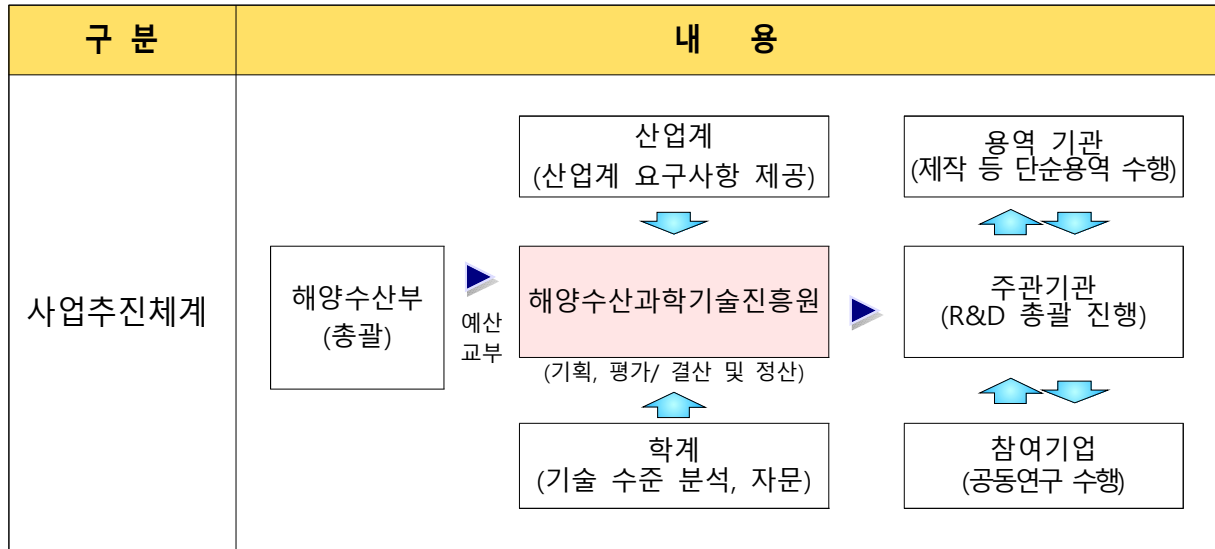 구 분
내 용
사업추진체계
산업계
(산업계 요구사항 제공)
용역 기관
(제작 등 단순용역 수행)
해양수산부
(총괄)
예산
교부
해양수산과학기술진흥원
(기획, 평가/ 결산 및 정산)
주관기관
(R&D 총괄 진행)
학계
(기술 수준 분석, 자문)
참여기업
(공동연구 수행)